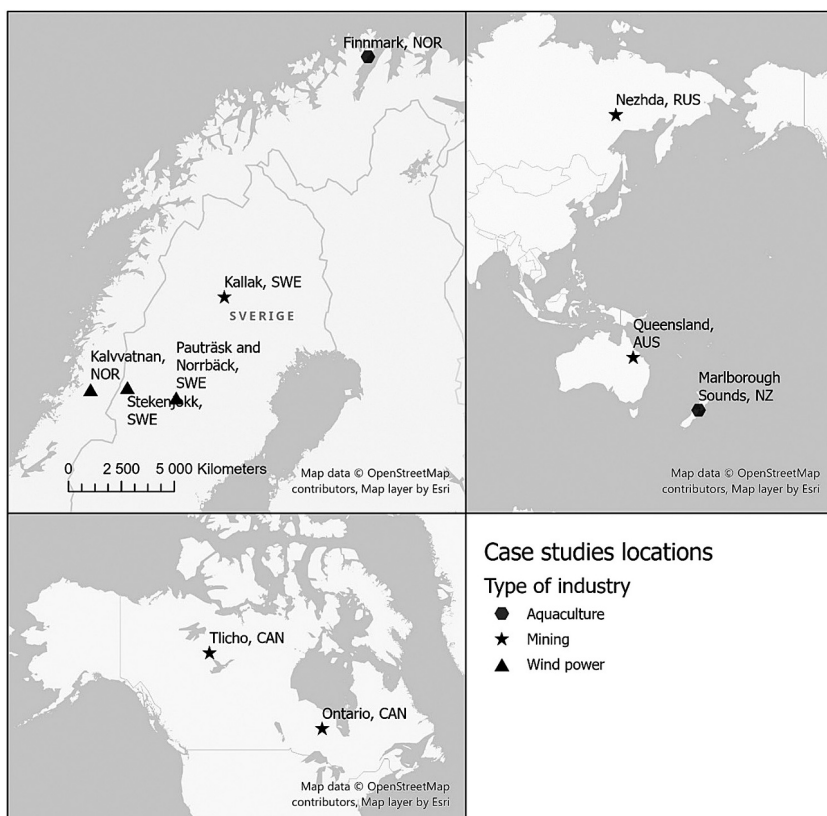 Finnmark, NOR
Kallak, SWE
SVERIGE
Kalvvatnan,
NOR
Pauträsk and
Norrbäck,
SWE
Stekenjokk,
SWE
0 2 500 5 000 Kilometers
Map data © OpenStreetMap
contributors, Map layer by Esri
Nezhda, RUS
Queensland,
AUS
Marlborough
Sounds, NZ
Map data © OpenStreetMap
contributors, Map layer by Esri
Tlicho, CAN
Ontario, CAN
Map data © OpenStreetMap
contributors, Map layer by Esri
Case studies locations
Type of industry
Aquaculture
Mining
Wind power